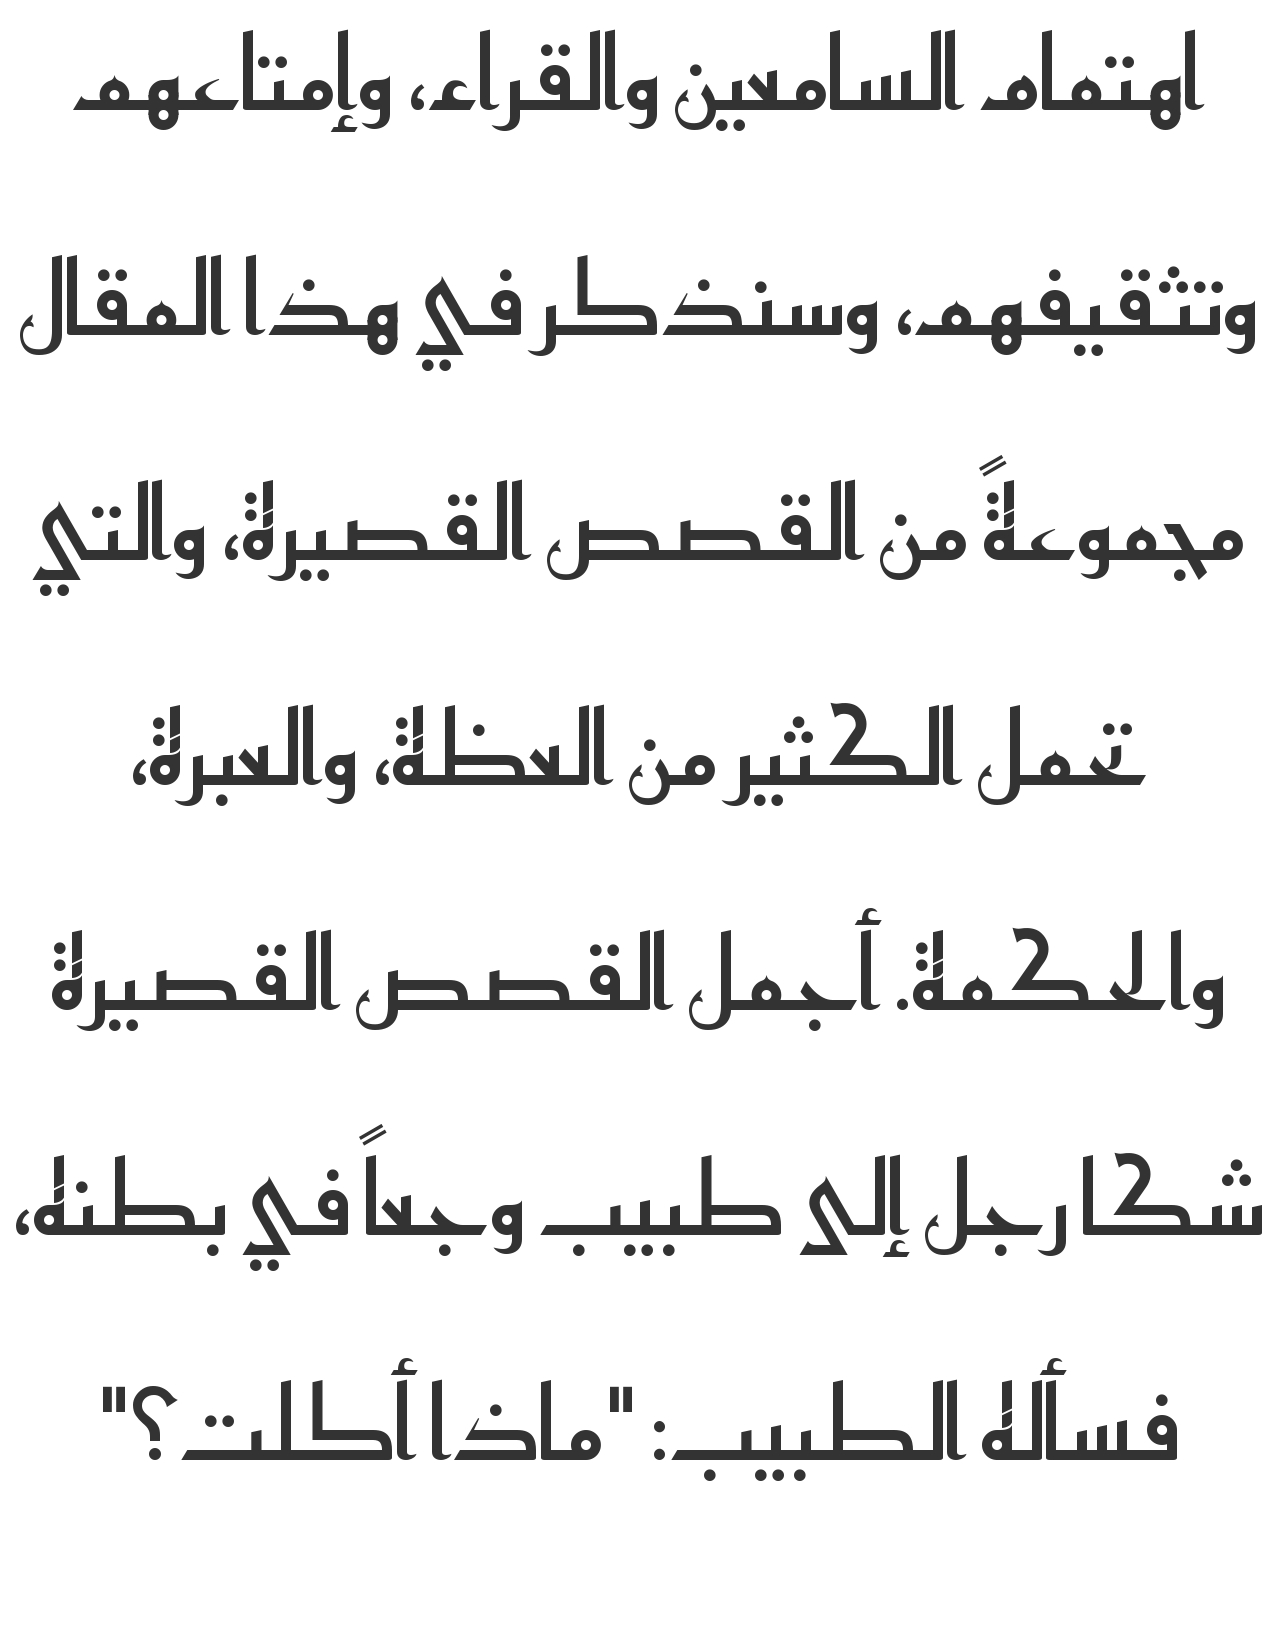 اهتمام السامعين والقراء، وإمتاعهم
وتثقيفهم، وسنذكر في هذا المقال
مجموعةً من القصص القصيرة، والتي
تحمل الكثير من العظة، والعبرة،
والحكمة. أجمل القصص القصيرة
شكا رجل إلى طبيب وجعاً في بطنه،
فسأله الطبيب: "ماذا أكلت؟"